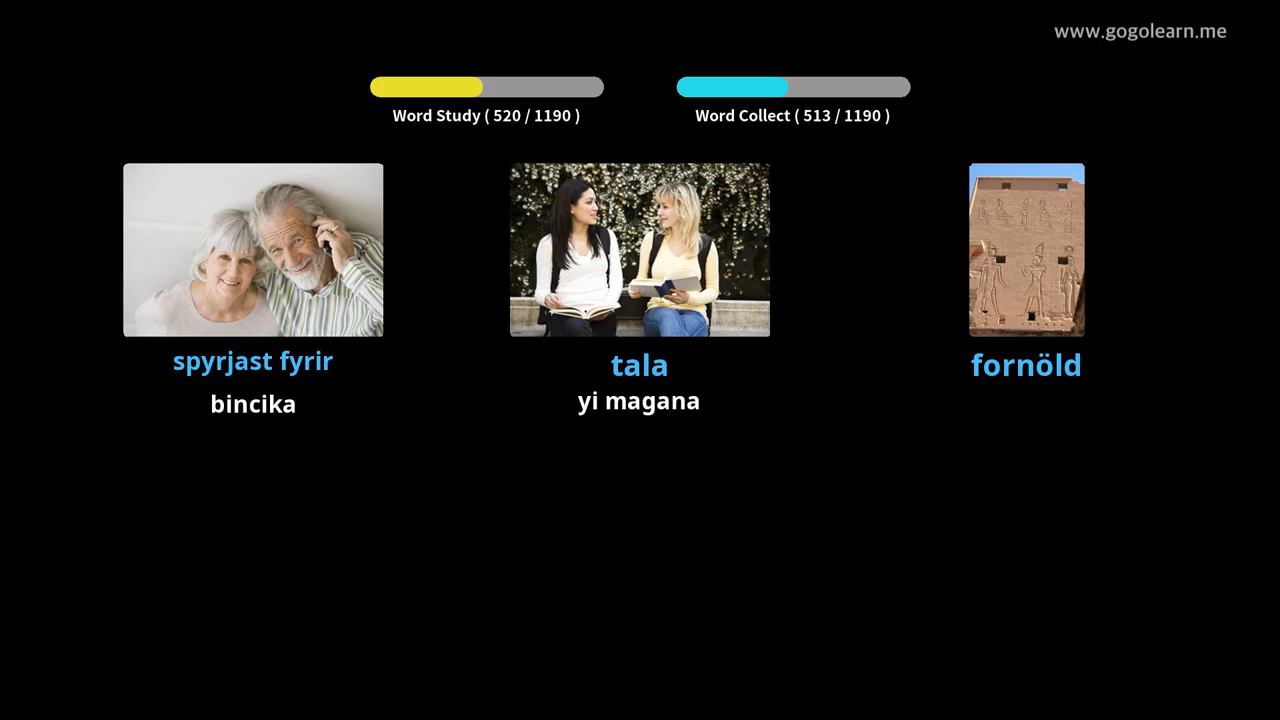 www.gogolearn.me
Word Study ( 520 / 1190 )
Word Collect ( 513 / 1190 )
spyrjast fyrir
bincika
tala
yi magana
fornöld